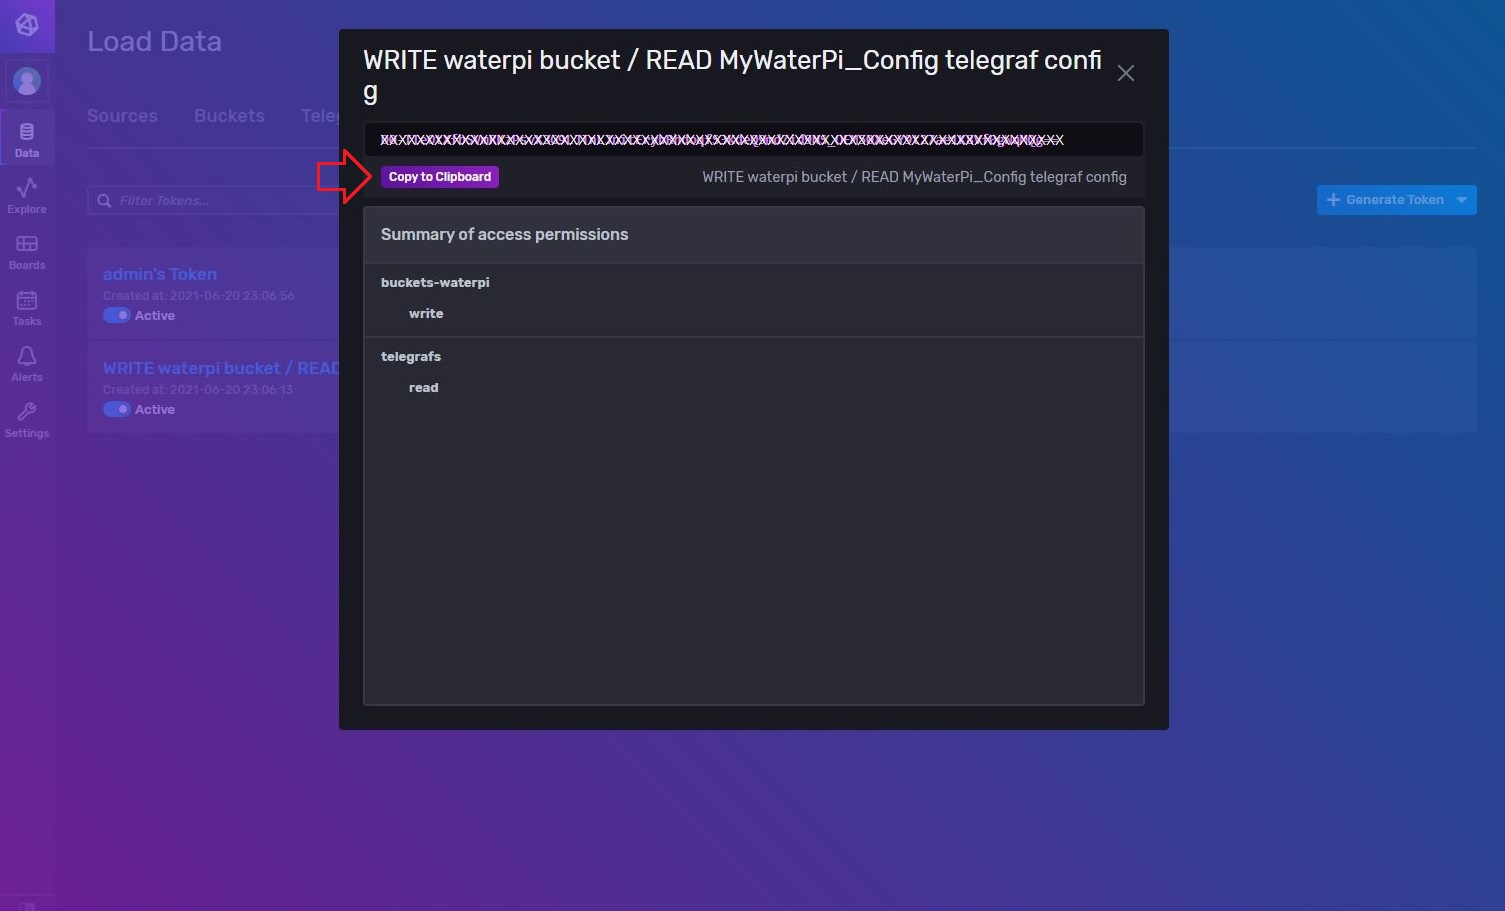 Load Data
WRITE waterpi bucket / READ MyWaterPi_Config telegraf confi
g
Sources Buckets Tele
Data
Copy to Clipboard WRITE waterpi bucket / READ MyWaterPi_Config telegraf config
Filter Tokens...
Generate Token
Explore
Summary of access permissions
Boards
admin's Token
Created at: 2021-06-20 23:06:56
Active
buckets-waterpi
write
Tasks
telegrafs
read
WRITE waterpi bucket / READ
Created at: 2021-06-20 23:06:13
Active
Alerts
Settings